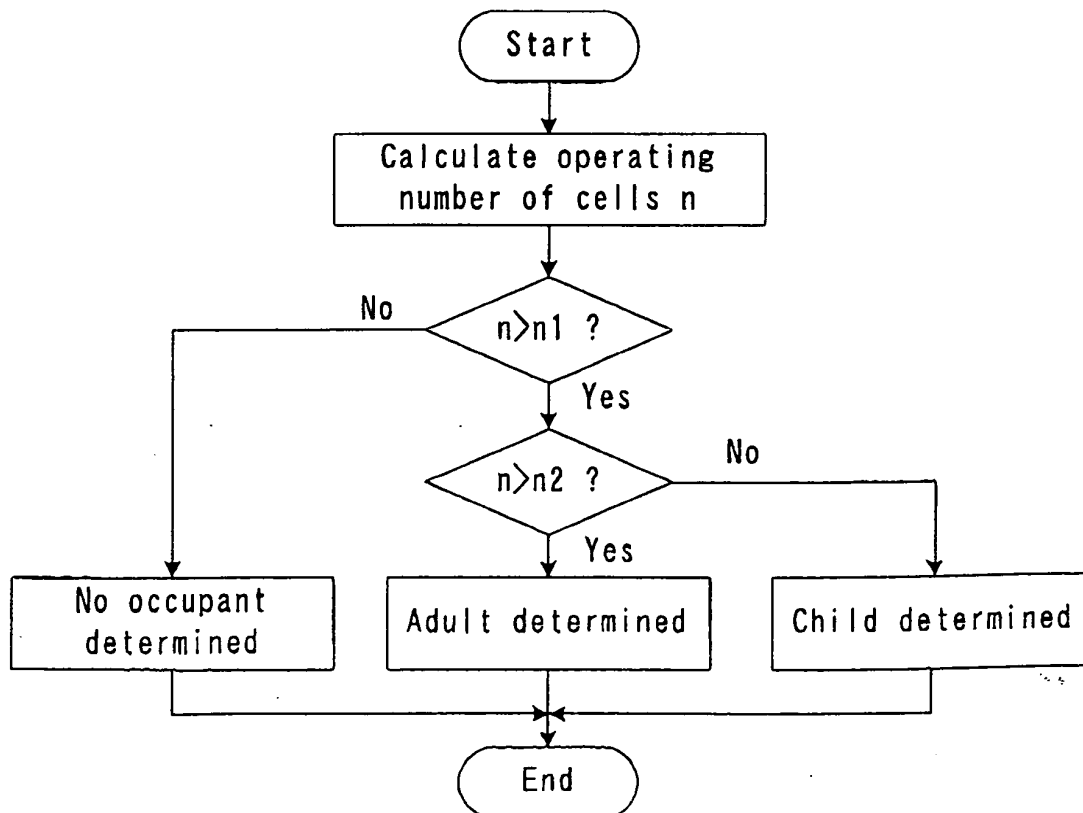 Start
Calculate operating
number of cells n
No
n>n1 ?
Yes
n>n2 ?
No
Yes
No occupant
determined
Adult determined
Child determined
End